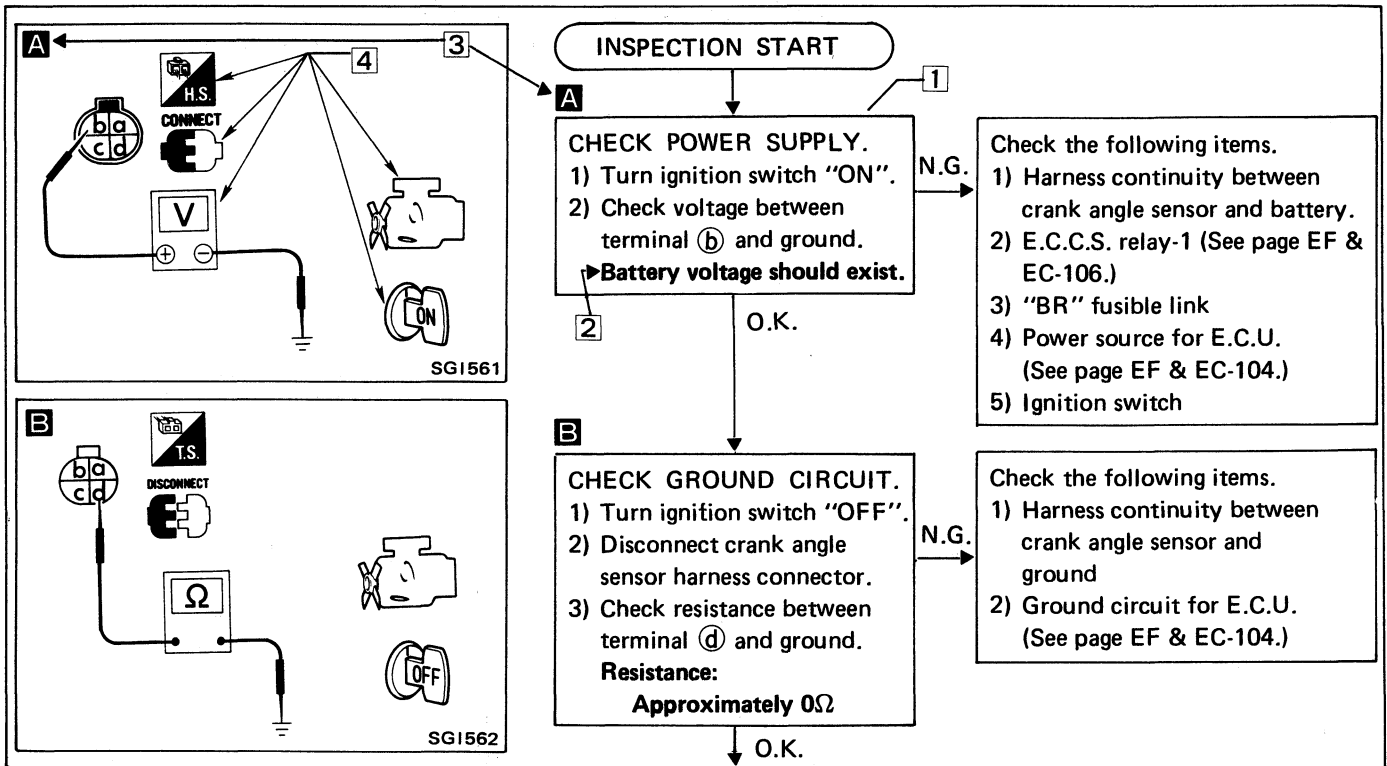 A
3
4
H.S.
CONNECT
b a
c d
V
⊕ ⊖
ON
SGI561
B
T.S.
DISCONNECT
b a
c d
Ω
OFF
SGI562
INSPECTION START
A
1
CHECK POWER SUPPLY.
1) Turn ignition switch "ON".
2) Check voltage between
terminal ⓑ and ground.
Battery voltage should exist.
2
N.G.
Check the following items.
1) Harness continuity between
crank angle sensor and battery.
2) E.C.C.S. relay-1 (See page EF &
EC-106.)
3) "BR" fusible link
4) Power source for E.C.U.
(See page EF & EC-104.)
5) Ignition switch
O.K.
B
CHECK GROUND CIRCUIT.
1) Turn ignition switch "OFF".
2) Disconnect crank angle
sensor harness connector.
3) Check resistance between
terminal ⓓ and ground.
Resistance:
Approximately 0Ω
N.G.
Check the following items.
1) Harness continuity between
crank angle sensor and
ground
2) Ground circuit for E.C.U.
(See page EF & EC-104.)
O.K.